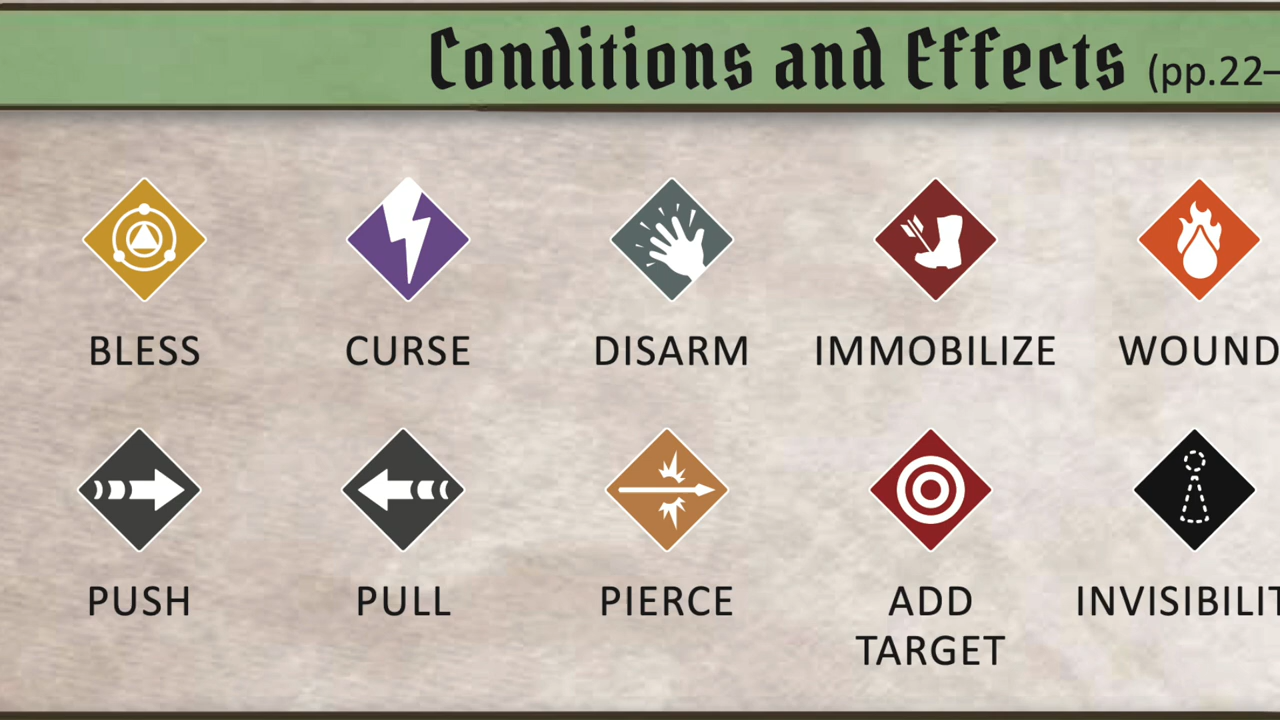 Conditions and Effects (pp.22–
BLESS CURSE DISARM IMMOBILIZE WOUND
PUSH PULL PIERCE ADD TARGET INVISIBILIT